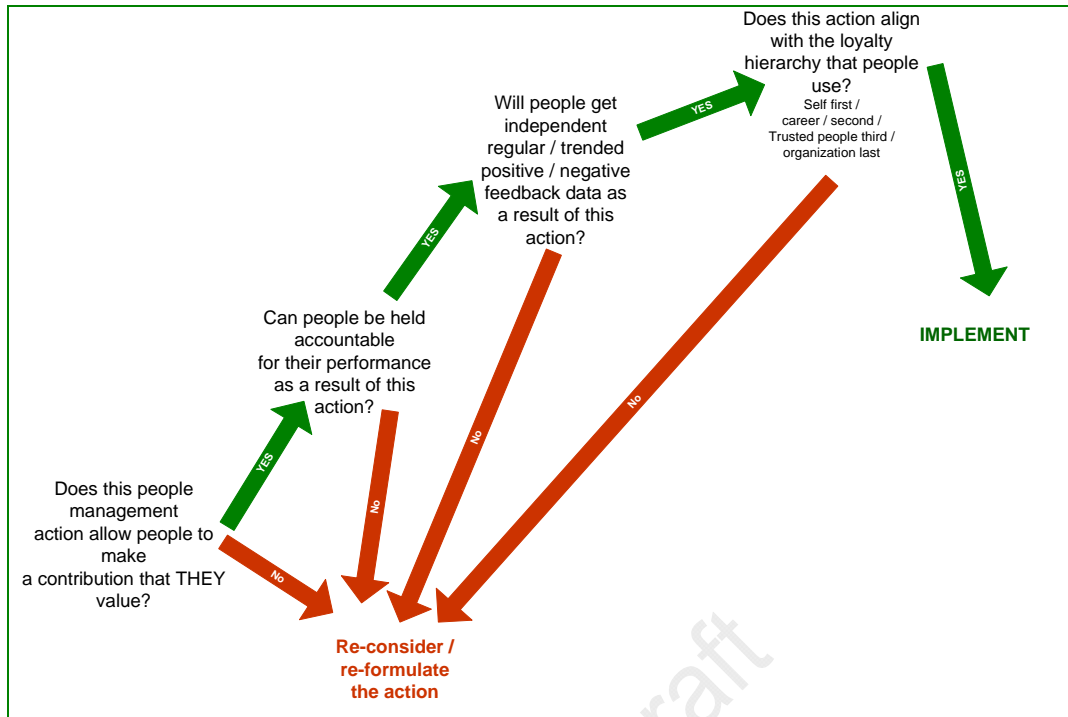 Does this people
management
action allow people to
make
a contribution that THEY
value?
YES
No
Can people be held
accountable
for their performance
as a result of this
action?
YES
No
Will people get
independent
regular / trended
positive / negative
feedback data as
a result of this
action?
YES
No
Does this action align
with the loyalty
hierarchy that people
use?
Self first /
career / second /
Trusted people third /
organization last
YES
No
IMPLEMENT
Re-consider /
re-formulate
the action
raft